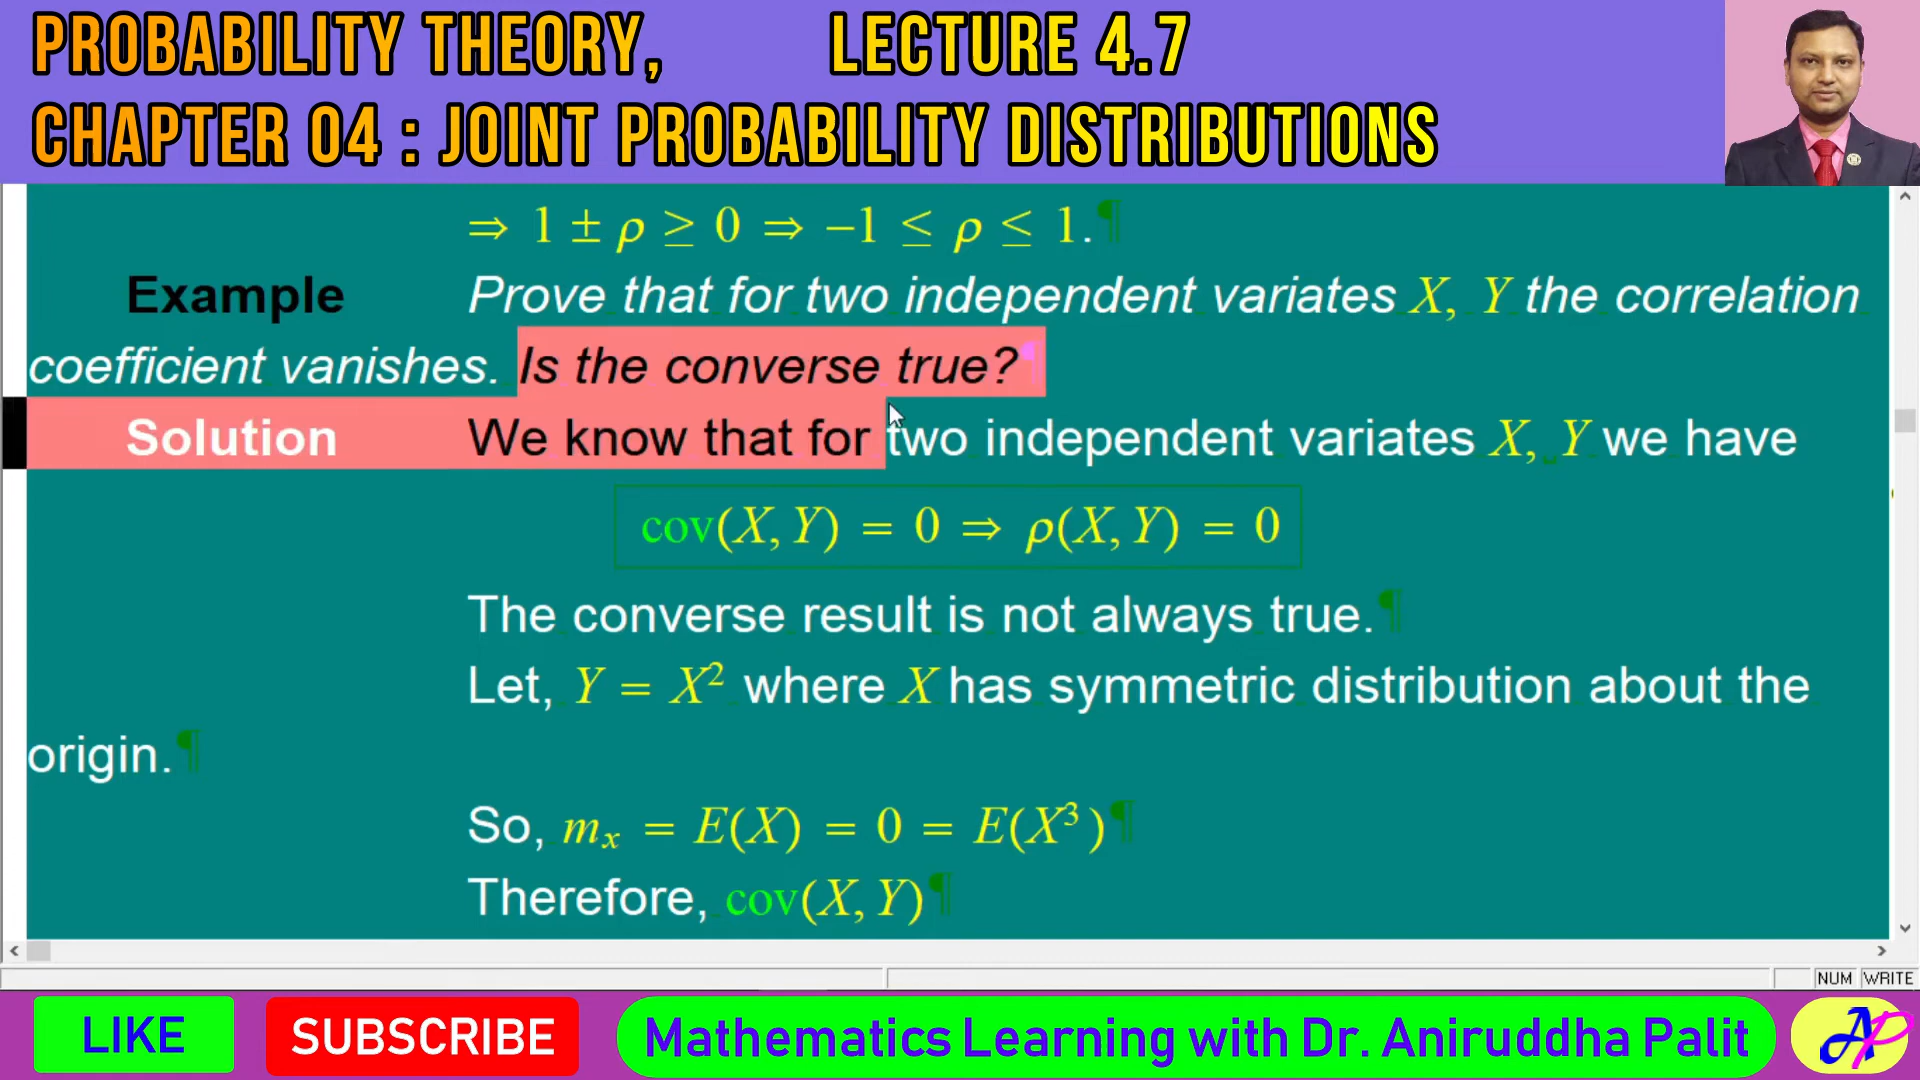 PROBABILITY THEORY, LECTURE 4.7
CHAPTER 04 : JOINT PROBABILITY DISTRIBUTIONS
⇒ 1 ± ρ ≥ 0 ⇒ −1 ≤ ρ ≤ 1.¶
Example Prove that for two independent variates X, Y the correlation
coefficient vanishes. Is the converse true?¶
Solution We know that for two independent variates X, Y we have
cov(X, Y) = 0 ⇒ ρ(X, Y) = 0
The converse result is not always true.¶
Let, Y = X² where X has symmetric distribution about the
origin.¶
So, mₓ = E(X) = 0 = E(X³)¶
Therefore, cov(X, Y)¶
NUM WRITE
LIKE SUBSCRIBE Mathematics Learning with Dr. Aniruddha Palit AP